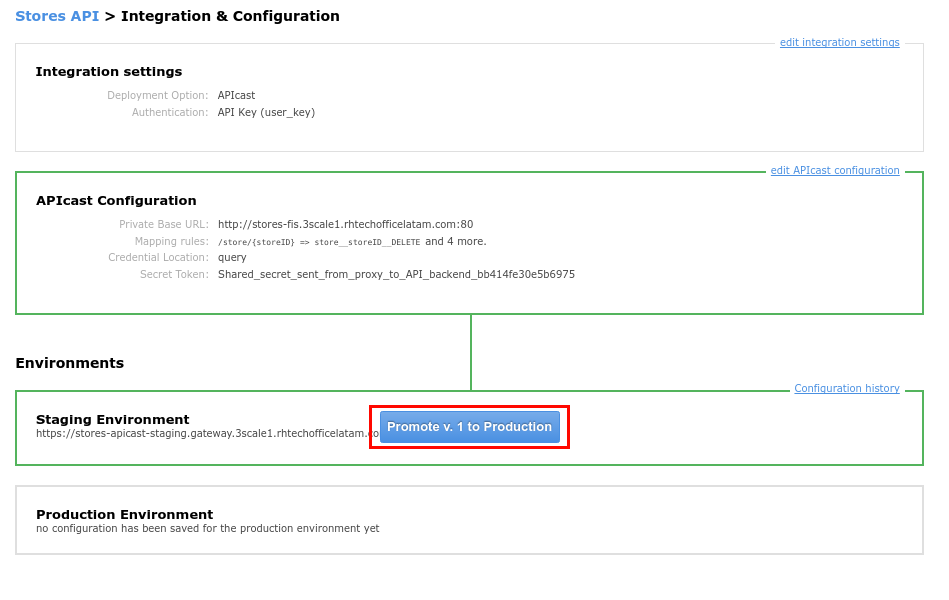 Stores API > Integration & Configuration
edit integration settings
Integration settings
Deployment Option: APIcast
Authentication: API Key (user_key)
edit APIcast configuration
APIcast Configuration
Private Base URL: http://stores-fis.3scale1.rhtechofficelatam.com:80
Mapping rules: /store/{storeID} => store__storeID__DELETE and 4 more.
Credential Location: query
Secret Token: Shared_secret_sent_from_proxy_to_API_backend_bb414fe30e5b6975
Environments
Configuration history
Staging Environment
https://stores-apicast-staging.gateway.3scale1.rhtechofficelatam.co
Promote v. 1 to Production
Production Environment
no configuration has been saved for the production environment yet